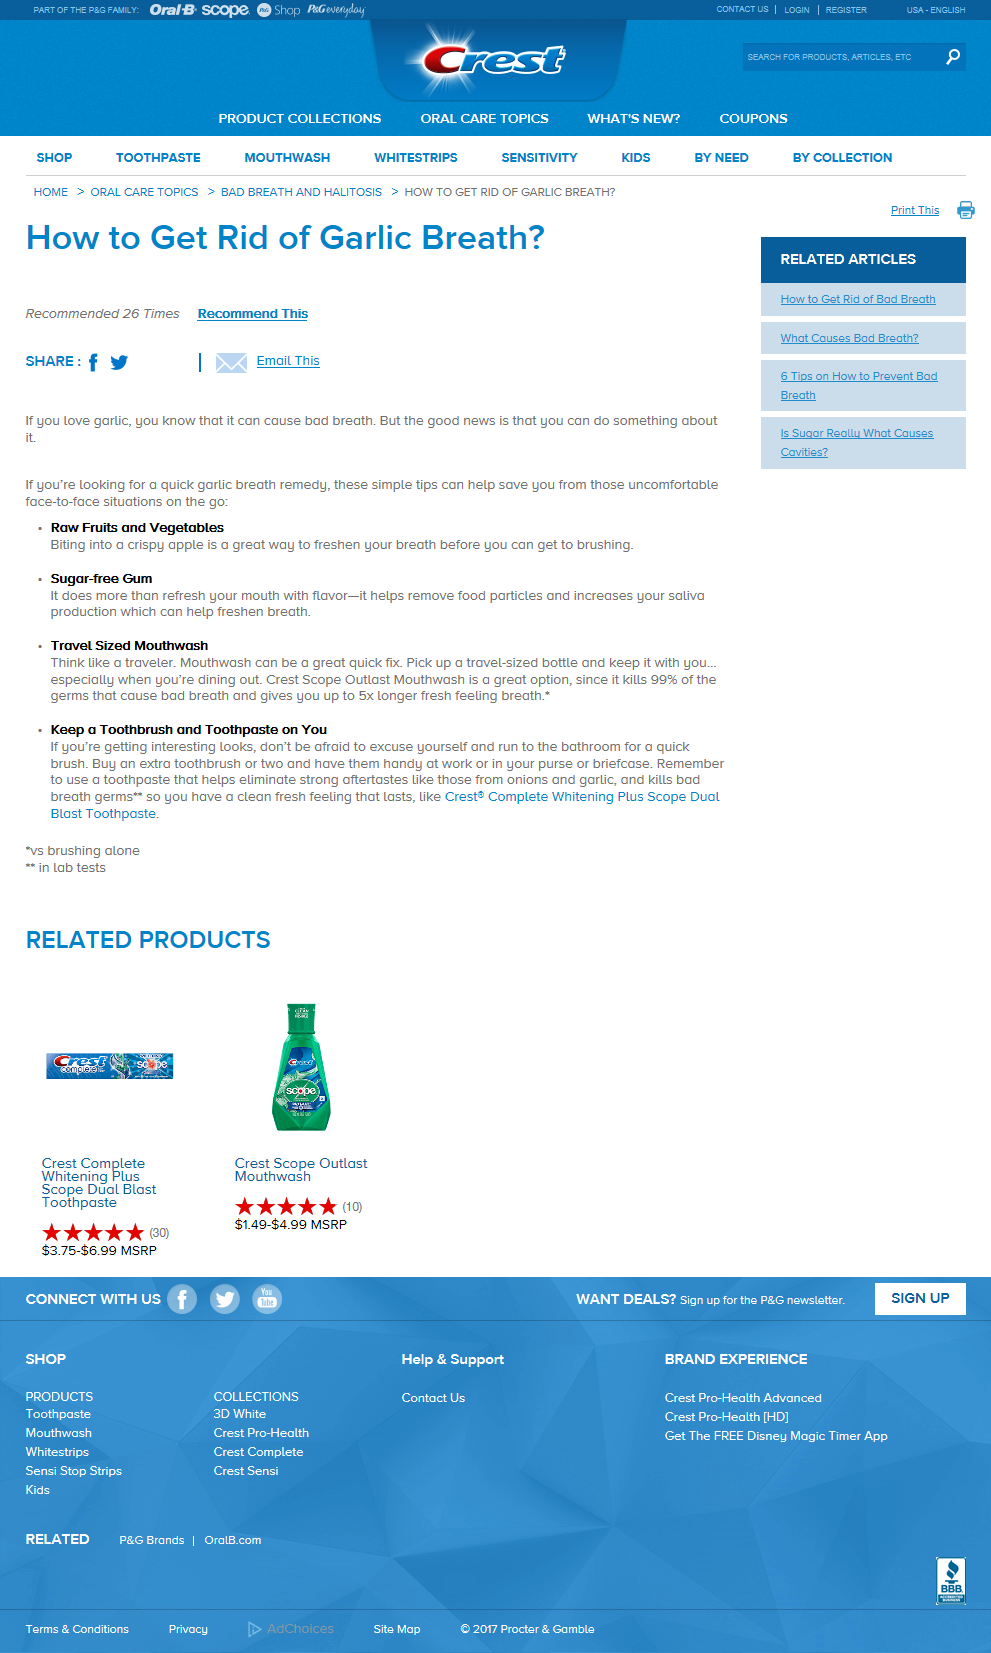 PART OF THE P&G FAMILY: Oral-B scope. P&G Shop P&G everyday
CONTACT US | LOGIN | REGISTER USA - ENGLISH
Crest
SEARCH FOR PRODUCTS, ARTICLES, ETC
PRODUCT COLLECTIONS ORAL CARE TOPICS WHAT'S NEW? COUPONS
SHOP TOOTHPASTE MOUTHWASH WHITESTRIPS SENSITIVITY KIDS BY NEED BY COLLECTION
HOME > ORAL CARE TOPICS > BAD BREATH AND HALITOSIS > HOW TO GET RID OF GARLIC BREATH?
Print This
How to Get Rid of Garlic Breath?
Recommended 26 Times Recommend This
SHARE : | Email This
If you love garlic, you know that it can cause bad breath. But the good news is that you can do something about
it.
If you're looking for a quick garlic breath remedy, these simple tips can help save you from those uncomfortable
face-to-face situations on the go:
• Raw Fruits and Vegetables
Biting into a crispy apple is a great way to freshen your breath before you can get to brushing.
• Sugar-free Gum
It does more than refresh your mouth with flavor—it helps remove food particles and increases your saliva
production which can help freshen breath.
• Travel Sized Mouthwash
Think like a traveler. Mouthwash can be a great quick fix. Pick up a travel-sized bottle and keep it with you...
especially when you're dining out. Crest Scope Outlast Mouthwash is a great option, since it kills 99% of the
germs that cause bad breath and gives you up to 5x longer fresh feeling breath.*
• Keep a Toothbrush and Toothpaste on You
If you're getting interesting looks, don't be afraid to excuse yourself and run to the bathroom for a quick
brush. Buy an extra toothbrush or two and have them handy at work or in your purse or briefcase. Remember
to use a toothpaste that helps eliminate strong aftertastes like those from onions and garlic, and kills bad
breath germs** so you have a clean fresh feeling that lasts, like Crest® Complete Whitening Plus Scope Dual
Blast Toothpaste.
*vs brushing alone
** in lab tests
RELATED ARTICLES
How to Get Rid of Bad Breath
What Causes Bad Breath?
6 Tips on How to Prevent Bad
Breath
Is Sugar Really What Causes
Cavities?
RELATED PRODUCTS
Crest
complete
scope
Crest
scope
OUTLAST
Crest Complete
Whitening Plus
Scope Dual Blast
Toothpaste
(30)
$3.75-$6.99 MSRP
Crest Scope Outlast
Mouthwash
(10)
$1.49-$4.99 MSRP
CONNECT WITH US You Tube
WANT DEALS? Sign up for the P&G newsletter. SIGN UP
SHOP
PRODUCTS
Toothpaste
Mouthwash
Whitestrips
Sensi Stop Strips
Kids
COLLECTIONS
3D White
Crest Pro-Health
Crest Complete
Crest Sensi
Help & Support
Contact Us
BRAND EXPERIENCE
Crest Pro-Health Advanced
Crest Pro-Health [HD]
Get The FREE Disney Magic Timer App
RELATED P&G Brands | OralB.com
BBB
ACCREDITED
BUSINESS
Terms & Conditions Privacy AdChoices Site Map © 2017 Procter & Gamble